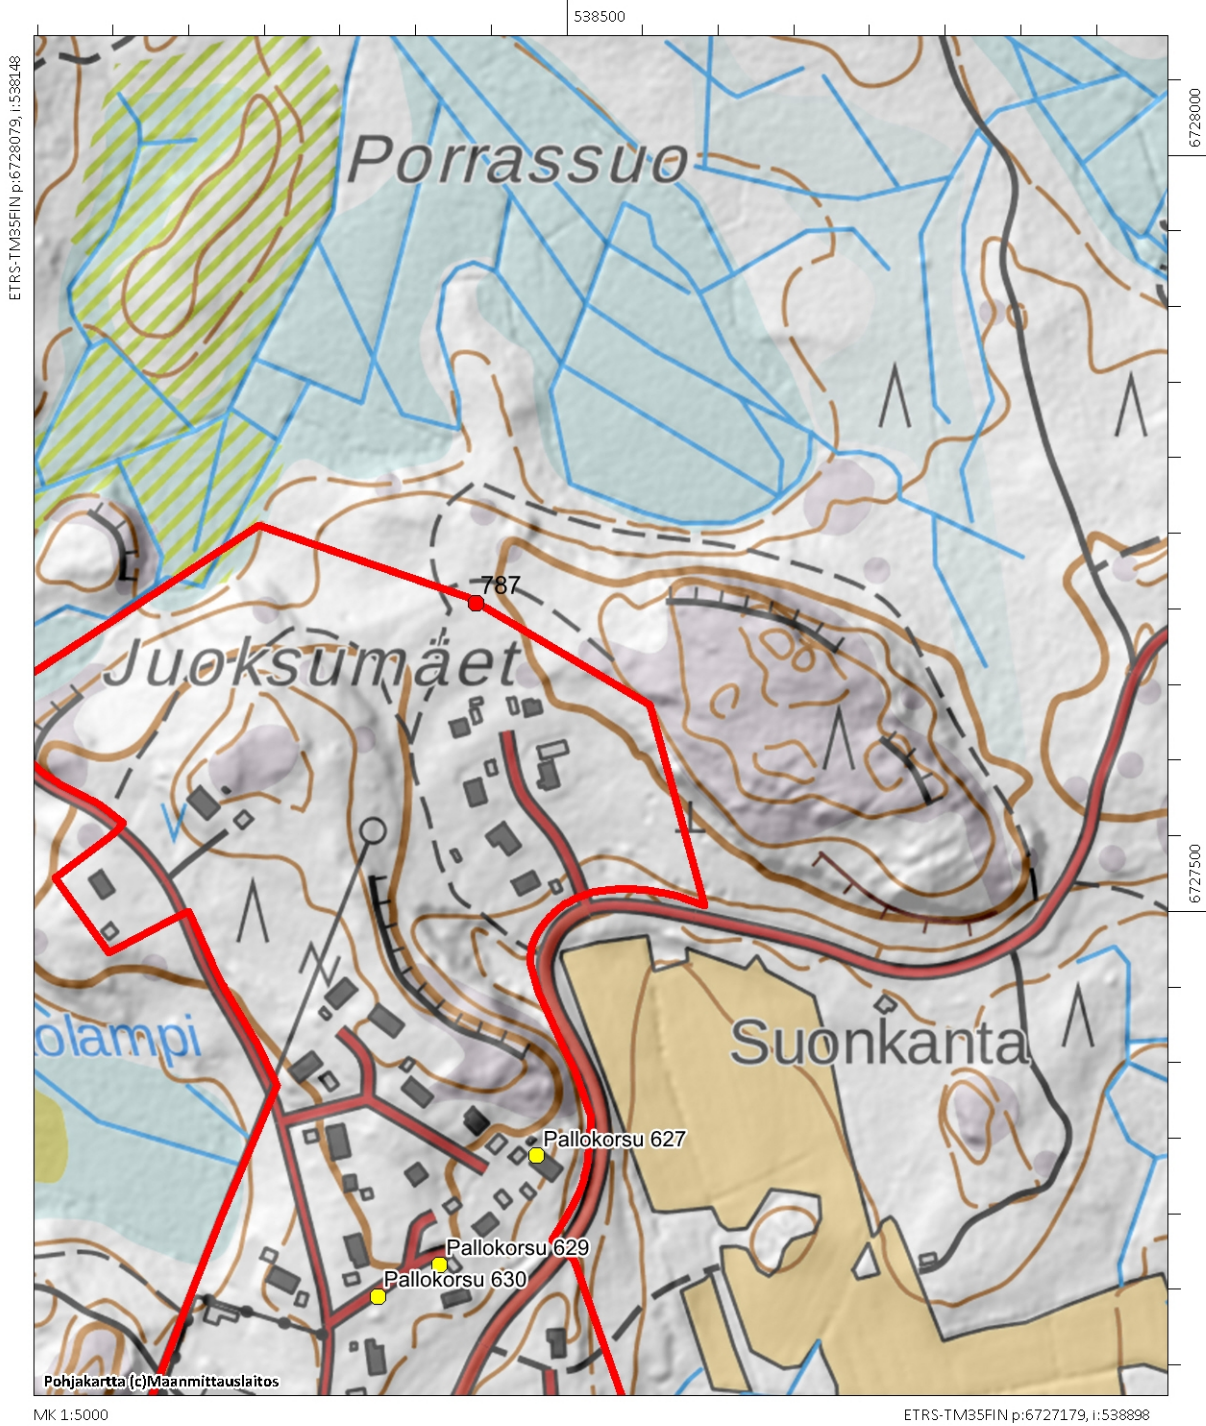 538500
ETRS-TM35FIN p:6728079, i:538148
6728000
Porrassuo
787
Juoksumäet
6727500
olampi
Suonkanta
Pallokorsu 627
Pallokorsu 629
Pallokorsu 630
Pohjakartta (c)Maanmittauslaitos
MK 1:5000
ETRS-TM35FIN p:6727179, i:538898